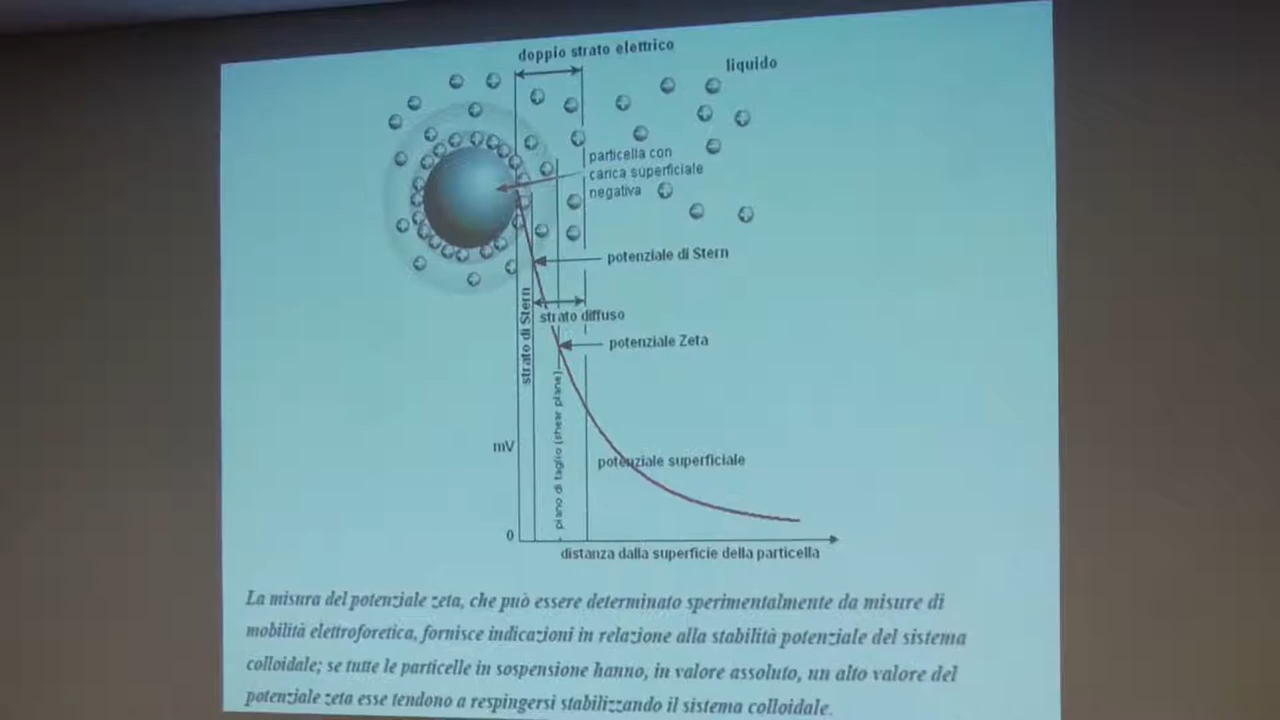 doppio strato elettrico
liquido
particella con
carica superficiale
negativa
potenziale di Stern
strato di Stern
strato diffuso
potenziale Zeta
piano di taglio (shear plane)
mV
potenziale superficiale
0
distanza dalla superficie della particella
La misura del potenziale zeta, che può essere determinato sperimentalmente da misure di
mobilità elettroforetica, fornisce indicazioni in relazione alla stabilità potenziale del sistema
colloidale; se tutte le particelle in sospensione hanno, in valore assoluto, un alto valore del
potenziale zeta esse tendono a respingersi stabilizzando il sistema colloidale.